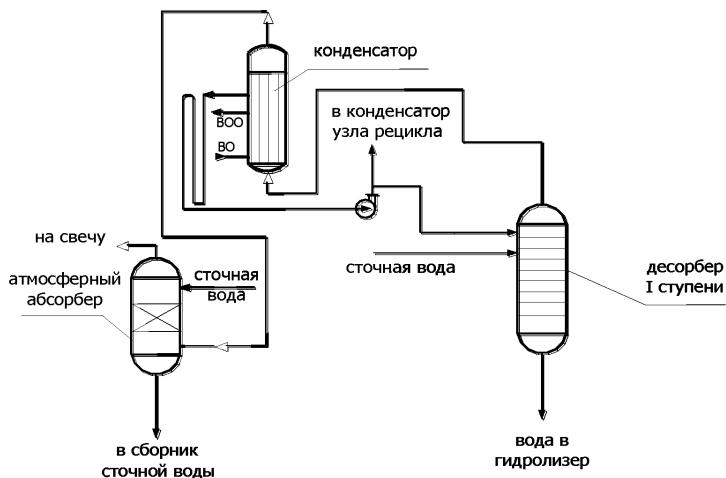 конденсатор
в конденсатор
узла рецикла
ВОО
ВО
на свечу
атмосферный
абсорбер
сточная
вода
сточная вода
десорбер
I ступени
в сборник
сточной воды
вода в
гидролизер